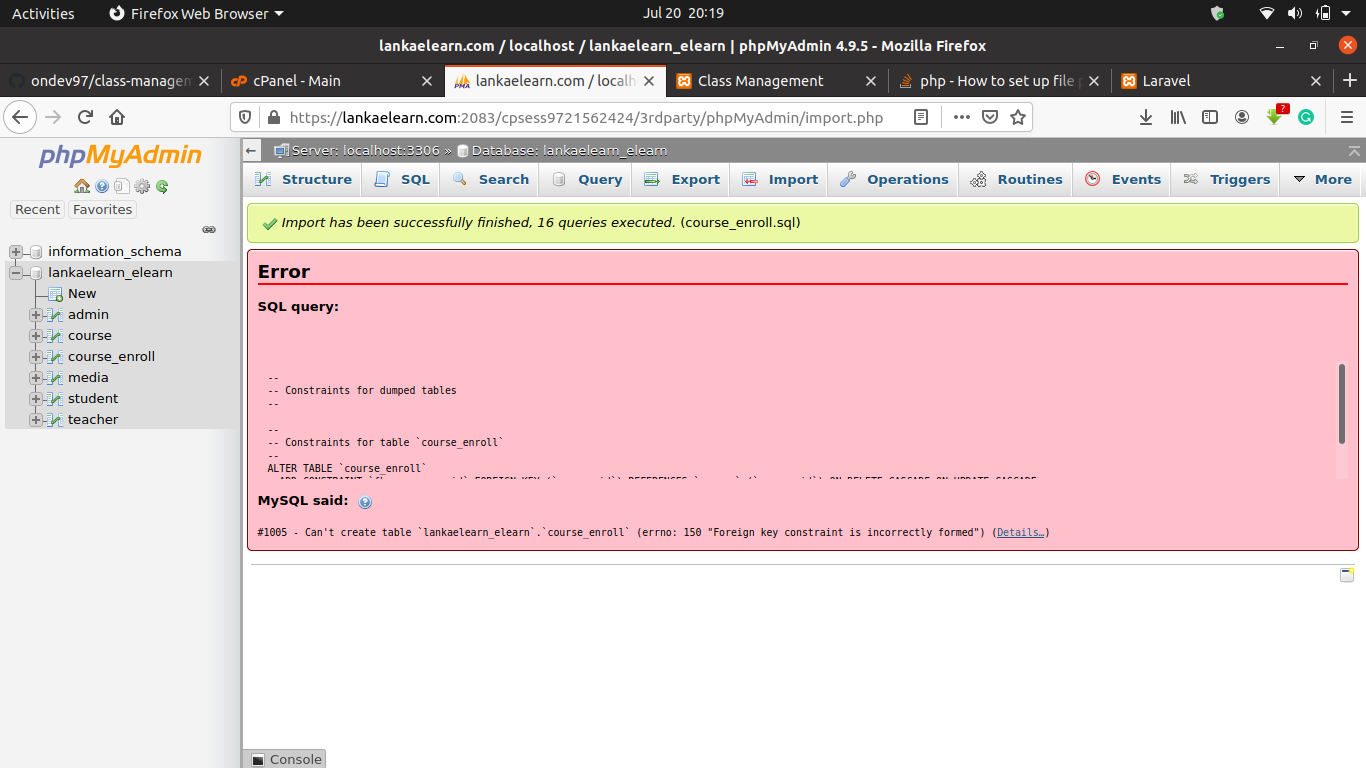 Activities Firefox Web Browser Jul 20 20:19
lankaelearn.com / localhost / lankaelearn_elearn | phpMyAdmin 4.9.5 - Mozilla Firefox
ondev97/class-managem cPanel - Main lankaelearn.com / localh Class Management php - How to set up file p Laravel
https://lankaelearn.com:2083/cpsess9721562424/3rdparty/phpMyAdmin/import.php
phpMyAdmin
Recent Favorites
information_schema
lankaelearn_elearn
New
admin
course
course_enroll
media
student
teacher
Server: localhost:3306 » Database: lankaelearn_elearn
Structure SQL Search Query Export Import Operations Routines Events Triggers More
Import has been successfully finished, 16 queries executed. (course_enroll.sql)
Error
SQL query:
--
-- Constraints for dumped tables
--
--
-- Constraints for table `course_enroll`
--
ALTER TABLE `course_enroll`
MySQL said:
#1005 - Can't create table `lankaelearn_elearn`.`course_enroll` (errno: 150 "Foreign key constraint is incorrectly formed") (Details…)
Console